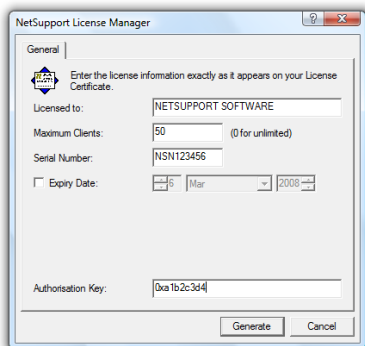 NetSupport License Manager
General
Enter the license information exactly as it appears on your License
Certificate.
Licensed to: NETSUPPORT SOFTWARE
Maximum Clients: 50 (0 for unlimited)
Serial Number: NSN123456
Expiry Date: 6 Mar 2008
Authorisation Key: 0xa1b2c3d4
Generate Cancel